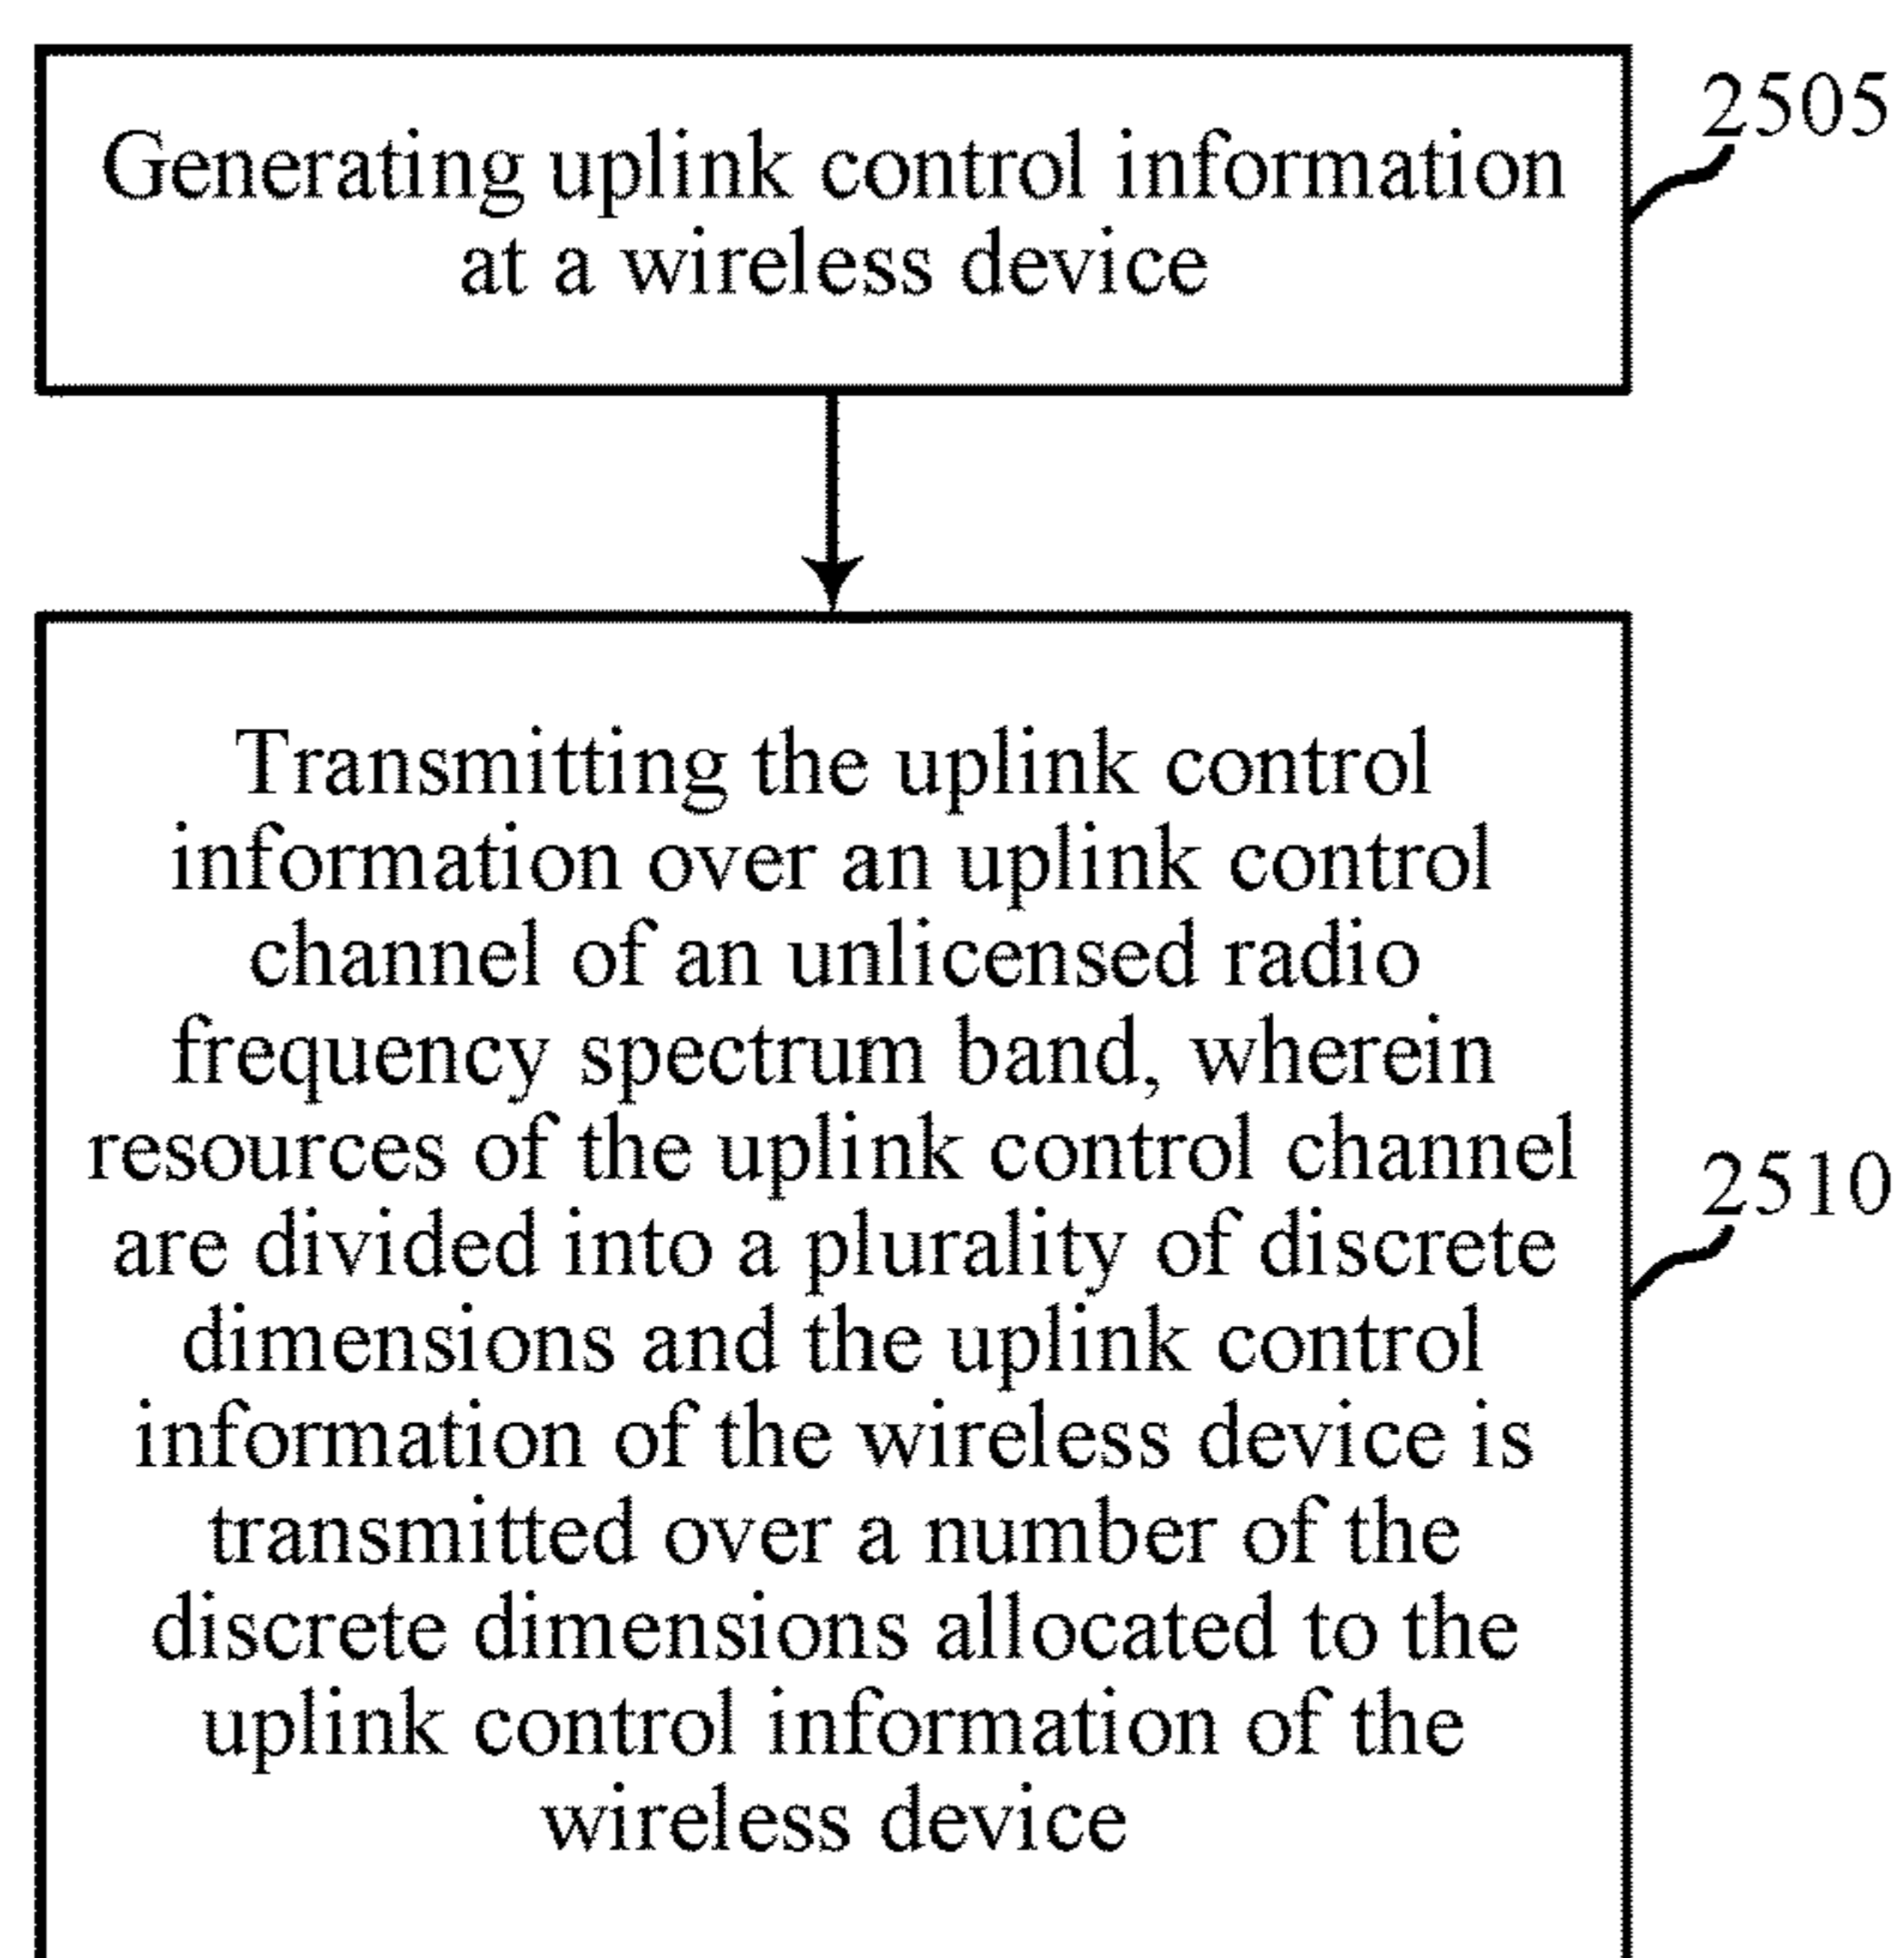 Generating uplink control information
at a wireless device
2505
Transmitting the uplink control
information over an uplink control
channel of an unlicensed radio
frequency spectrum band, wherein
resources of the uplink control channel
are divided into a plurality of discrete
dimensions and the uplink control
information of the wireless device is
transmitted over a number of the
discrete dimensions allocated to the
uplink control information of the
wireless device
2510